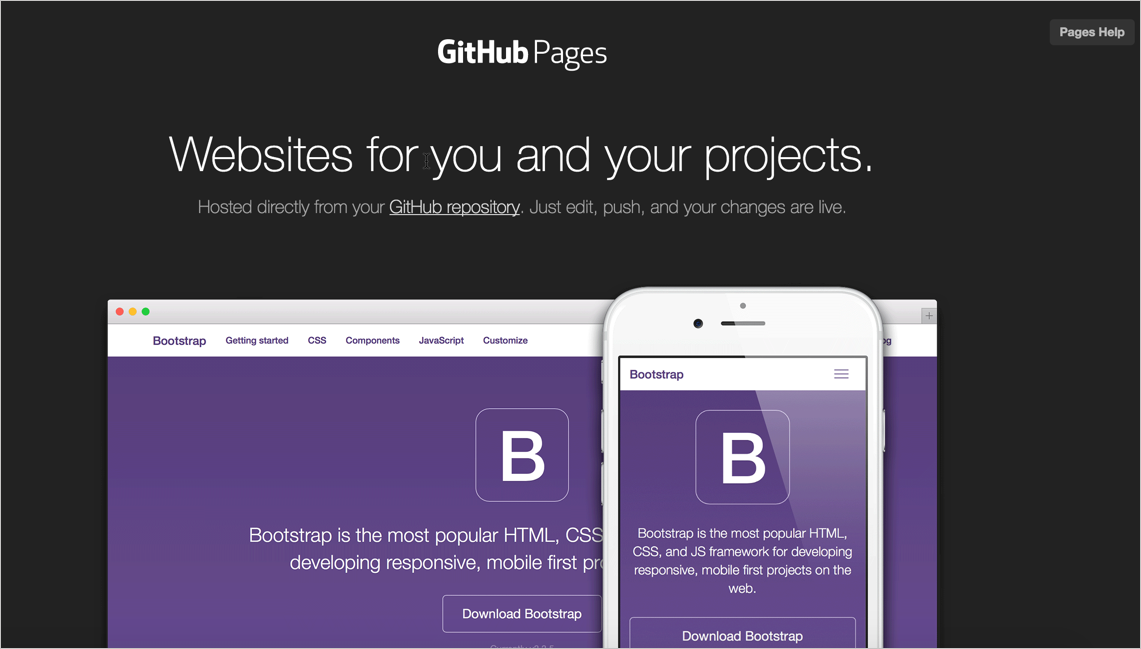 GitHub Pages
Pages Help
Websites for you and your projects.
Hosted directly from your GitHub repository. Just edit, push, and your changes are live.
Bootstrap Getting started CSS Components JavaScript Customize
B
Bootstrap is the most popular HTML, CSS
developing responsive, mobile first
Download Bootstrap
Bootstrap
B
Bootstrap is the most popular HTML,
CSS, and JS framework for developing
responsive, mobile first projects on the
web.
Download Bootstrap